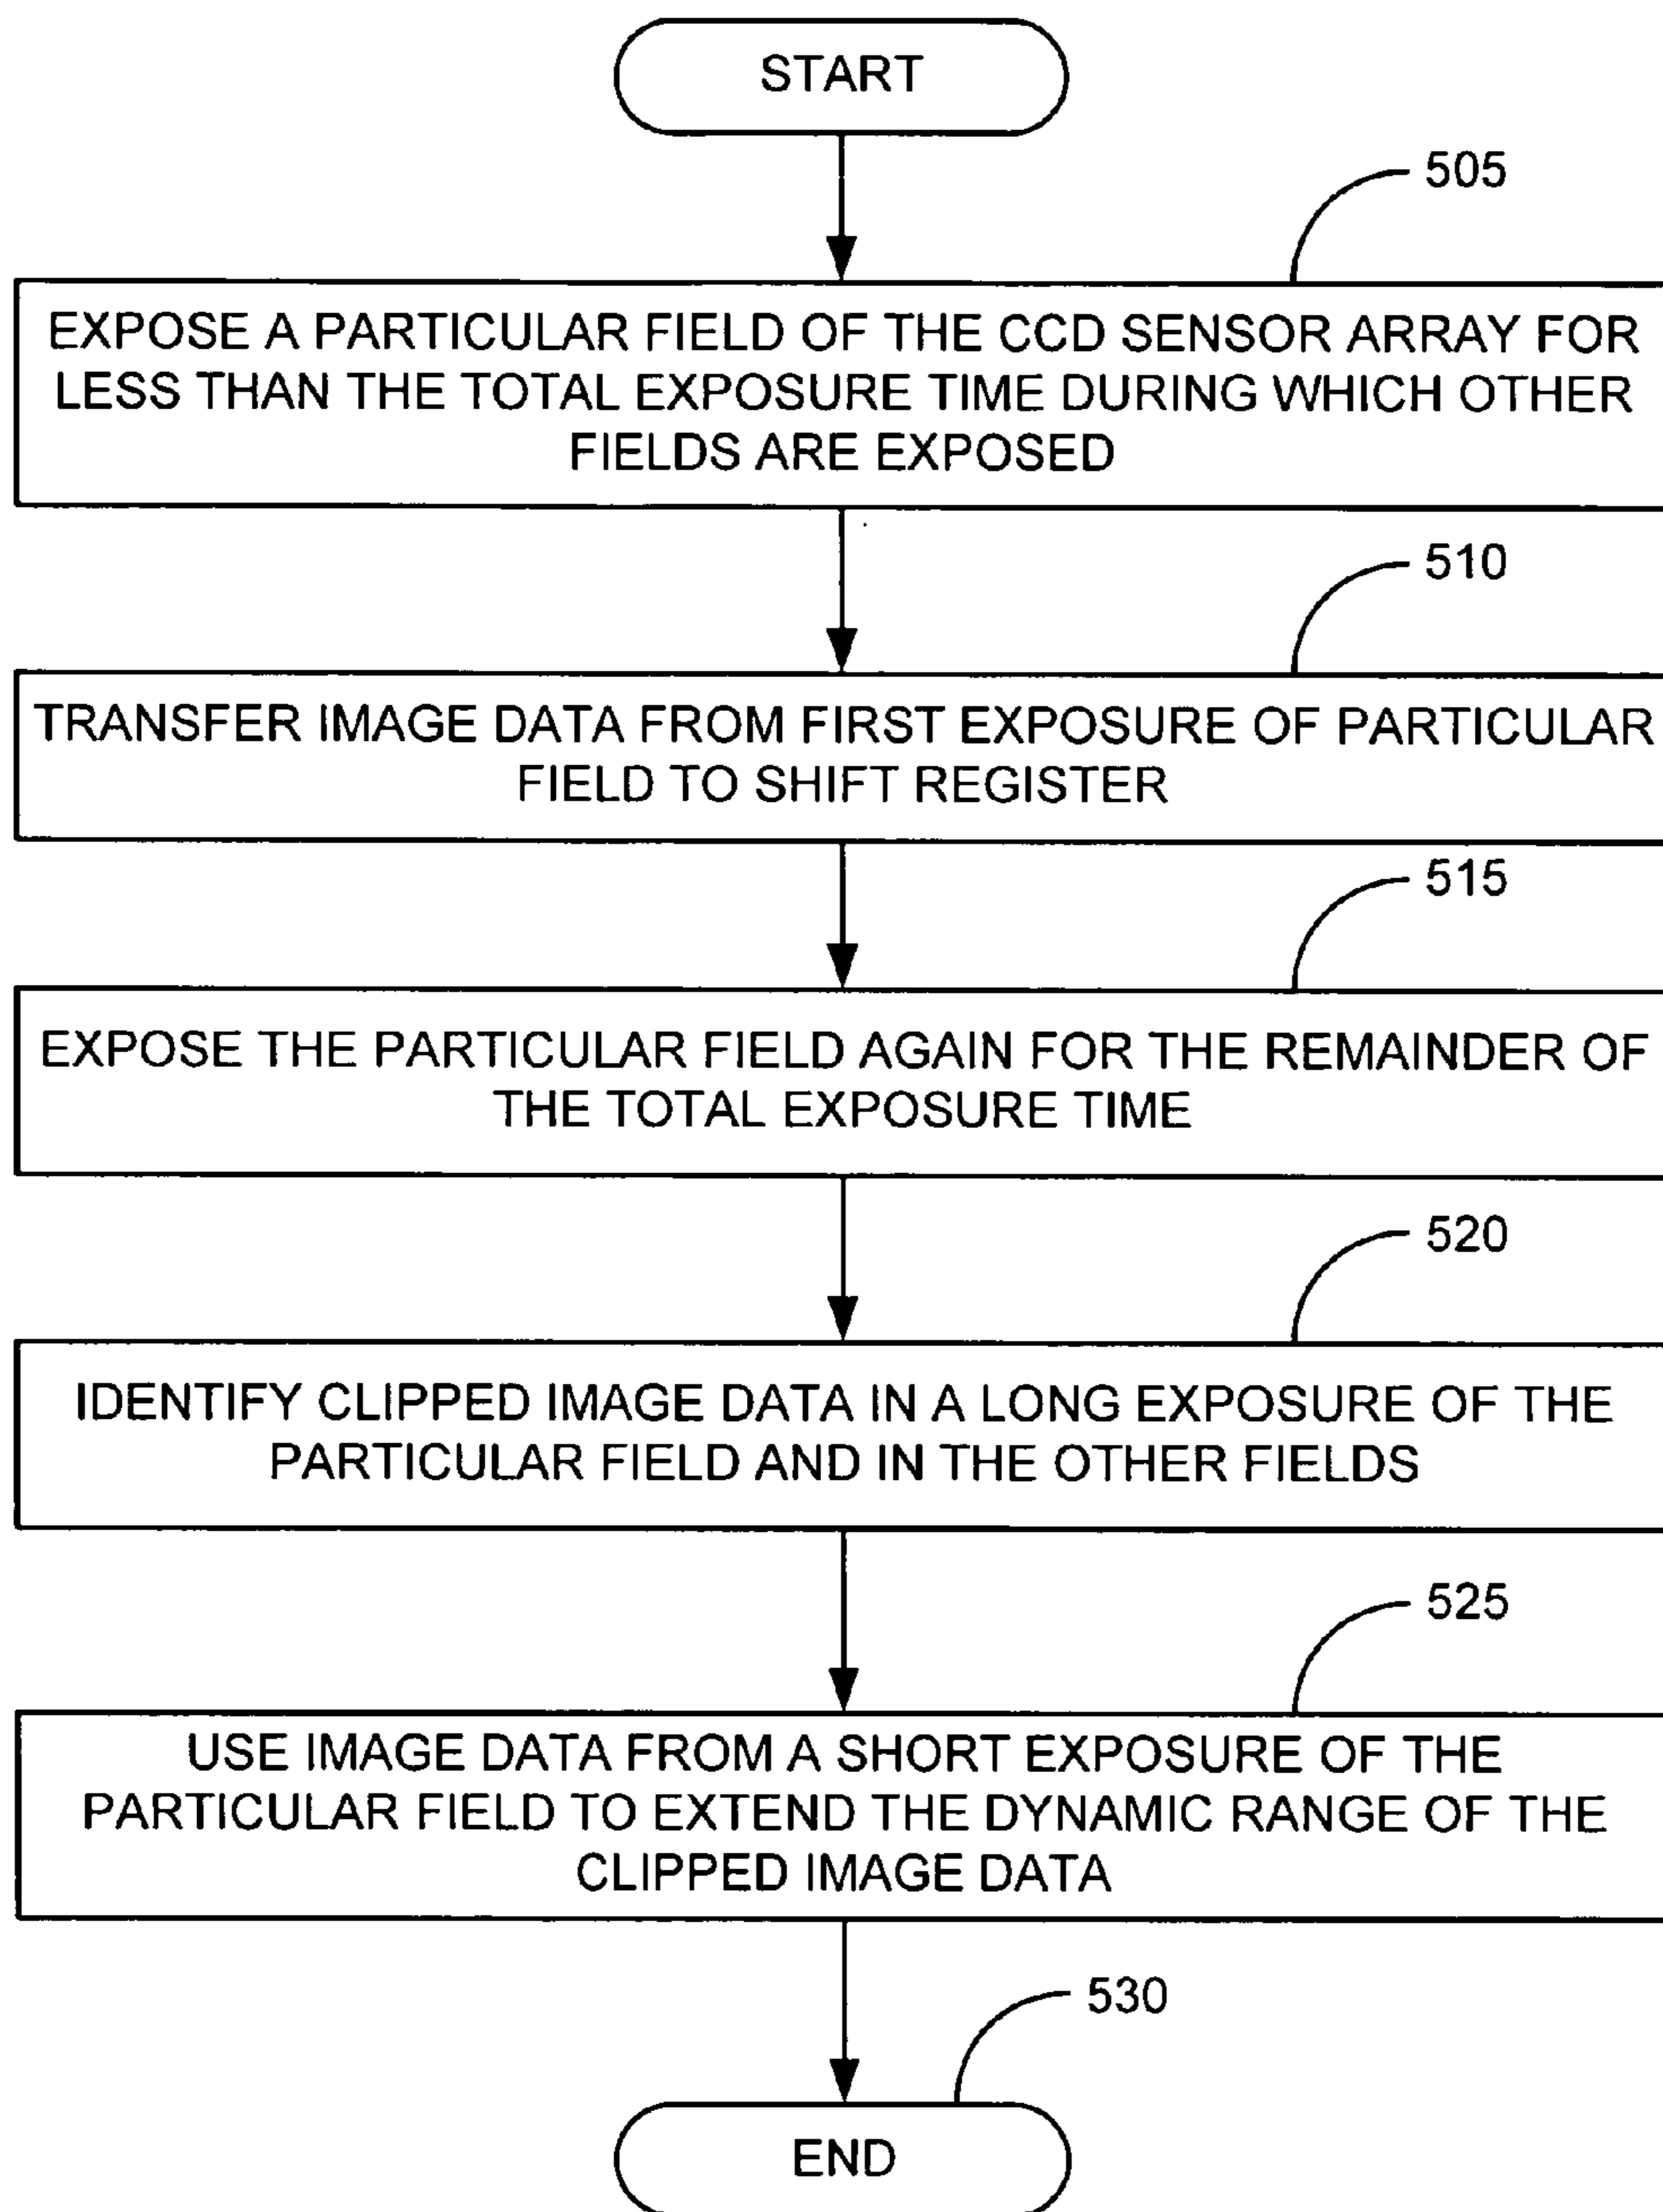 START
505
EXPOSE A PARTICULAR FIELD OF THE CCD SENSOR ARRAY FOR
LESS THAN THE TOTAL EXPOSURE TIME DURING WHICH OTHER
FIELDS ARE EXPOSED
510
TRANSFER IMAGE DATA FROM FIRST EXPOSURE OF PARTICULAR
FIELD TO SHIFT REGISTER
515
EXPOSE THE PARTICULAR FIELD AGAIN FOR THE REMAINDER OF
THE TOTAL EXPOSURE TIME
520
IDENTIFY CLIPPED IMAGE DATA IN A LONG EXPOSURE OF THE
PARTICULAR FIELD AND IN THE OTHER FIELDS
525
USE IMAGE DATA FROM A SHORT EXPOSURE OF THE
PARTICULAR FIELD TO EXTEND THE DYNAMIC RANGE OF THE
CLIPPED IMAGE DATA
530
END